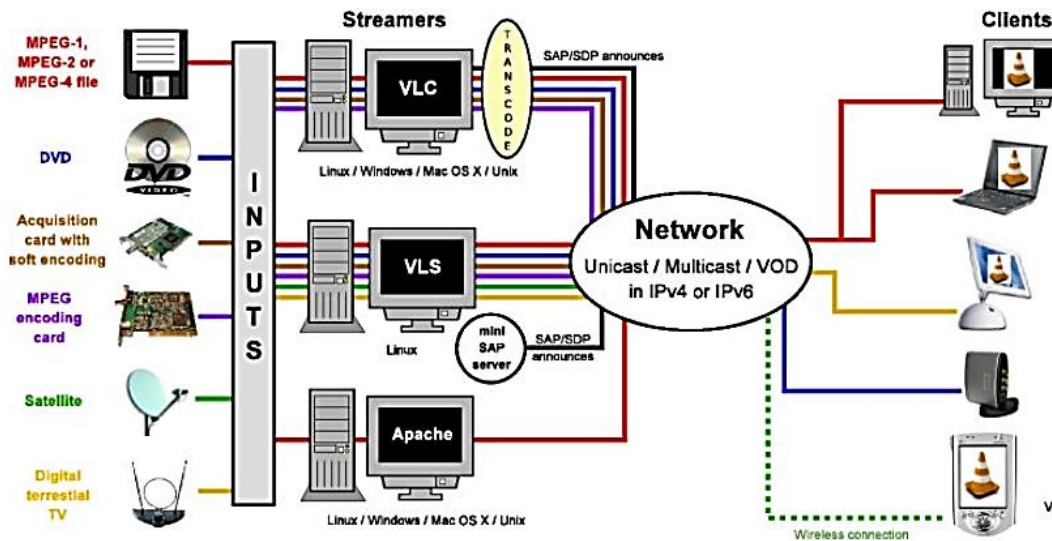 Streamers
Clients
MPEG-1,
MPEG-2 or
MPEG-4 file
DVD
DVD
VIDEO
Acquisition
card with
soft encoding
MPEG
encoding
card
Satellite
Digital
terrestial
TV
INPUTS
VLC
TRANSCODE
SAP/SDP announces
Linux / Windows / Mac OS X / Unix
VLS
Linux
mini
SAP
server
SAP/SDP
announces
Apache
Linux / Windows / Mac OS X / Unix
Network
Unicast / Multicast / VOD
in IPv4 or IPv6
Wireless connection
V